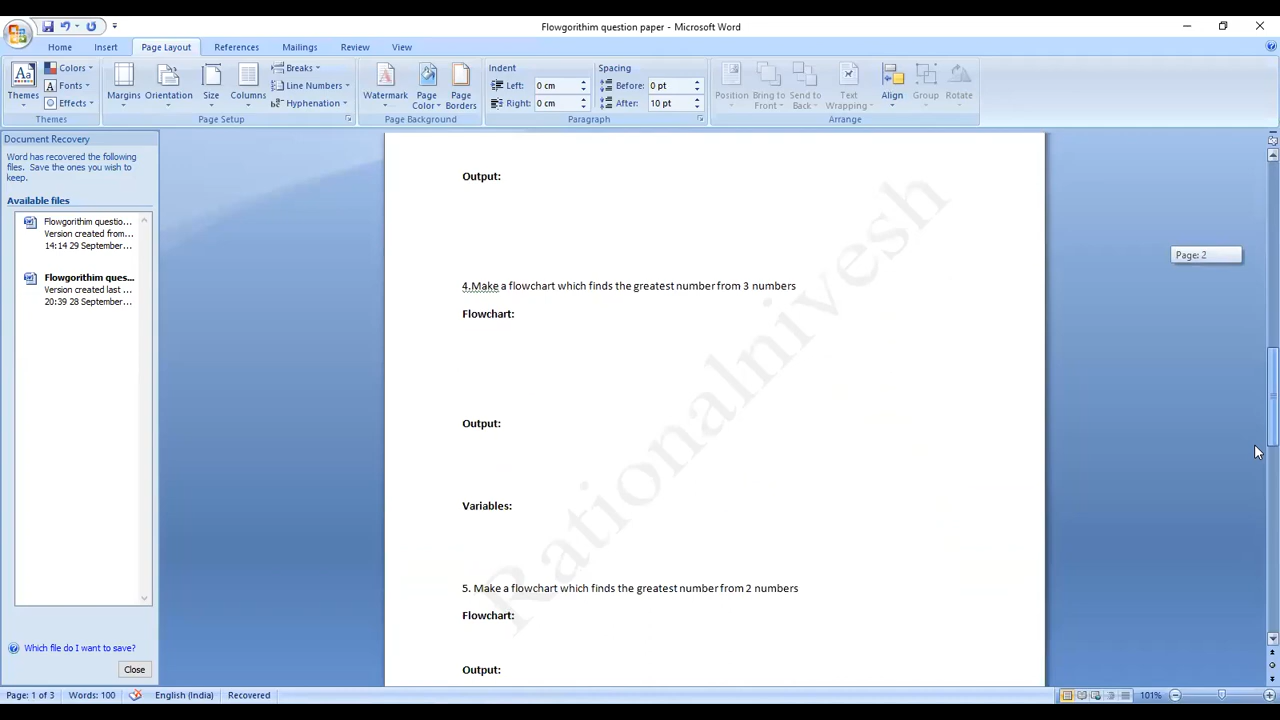 Flowgorithim question paper - Microsoft Word
Home Insert Page Layout References Mailings Review View
Themes
Colors
Fonts
Effects
Themes
Margins
Orientation
Size
Columns
Breaks
Line Numbers
Hyphenation
Page Setup
Watermark
Page Color
Page Borders
Page Background
Indent
Left: 0 cm
Right: 0 cm
Spacing
Before: 0 pt
After: 10 pt
Paragraph
Position
Bring to Front
Send to Back
Text Wrapping
Align
Group
Rotate
Arrange
Document Recovery
Word has recovered the following
files. Save the ones you wish to
keep.
Available files
Flowgorithim questio...
Version created from...
14:14 29 September...
Flowgorithim ques...
Version created last ...
20:39 28 September...
Which file do I want to save?
Close
Output:
4.Make a flowchart which finds the greatest number from 3 numbers
Flowchart:
Output:
Variables:
5. Make a flowchart which finds the greatest number from 2 numbers
Flowchart:
Output:
Rationalnivesh
Page: 2
Page: 1 of 3 Words: 100 English (India) Recovered 101%